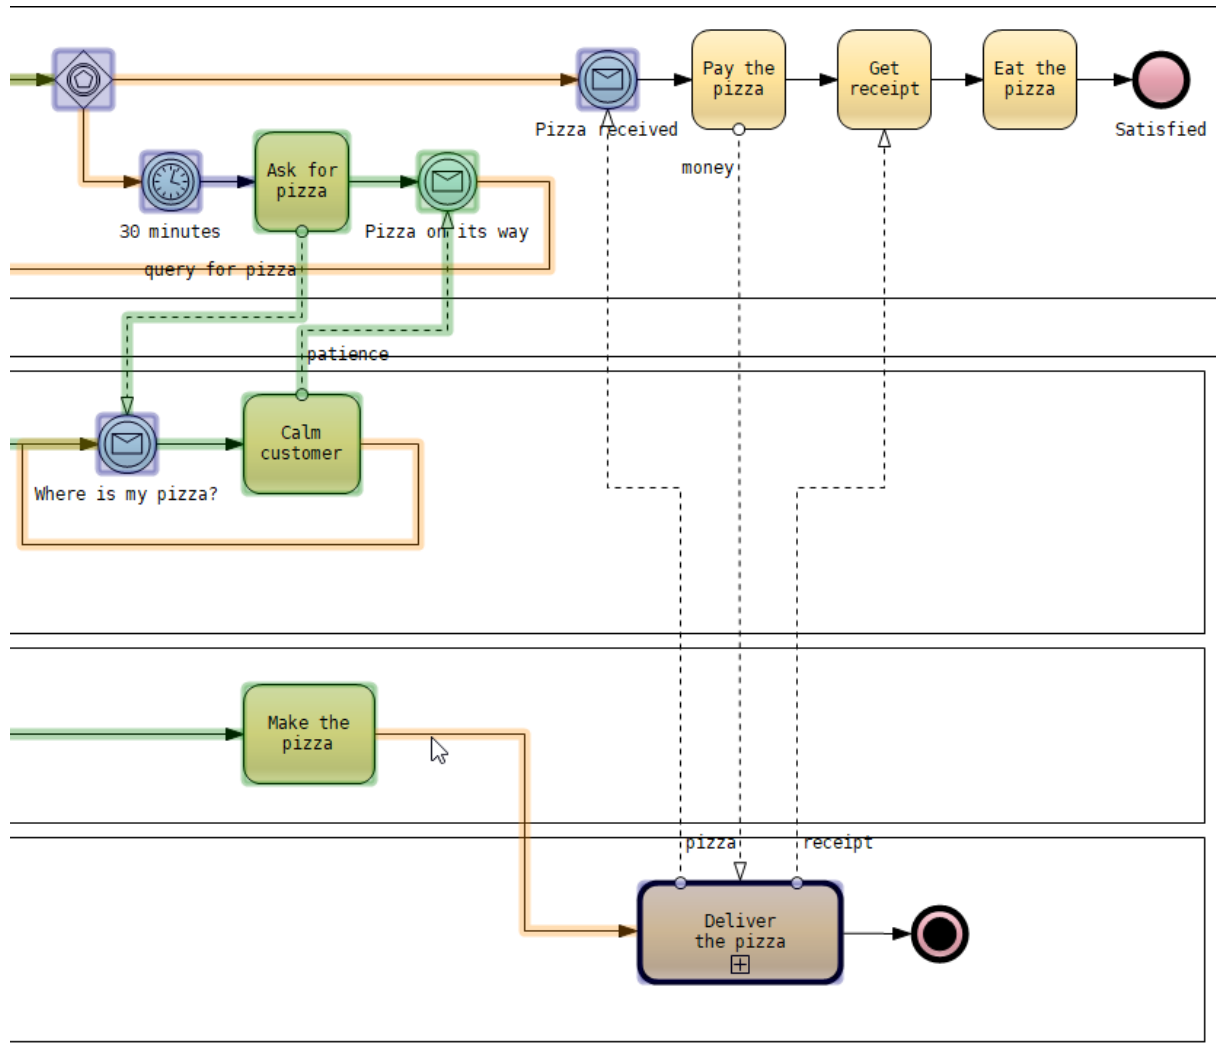 Pay the
pizza
Get
receipt
Eat the
pizza
Pizza received
Satisfied
money
Ask for
pizza
30 minutes
Pizza on its way
query for pizza
patience
Calm
customer
Where is my pizza?
Make the
pizza
pizza
receipt
Deliver
the pizza